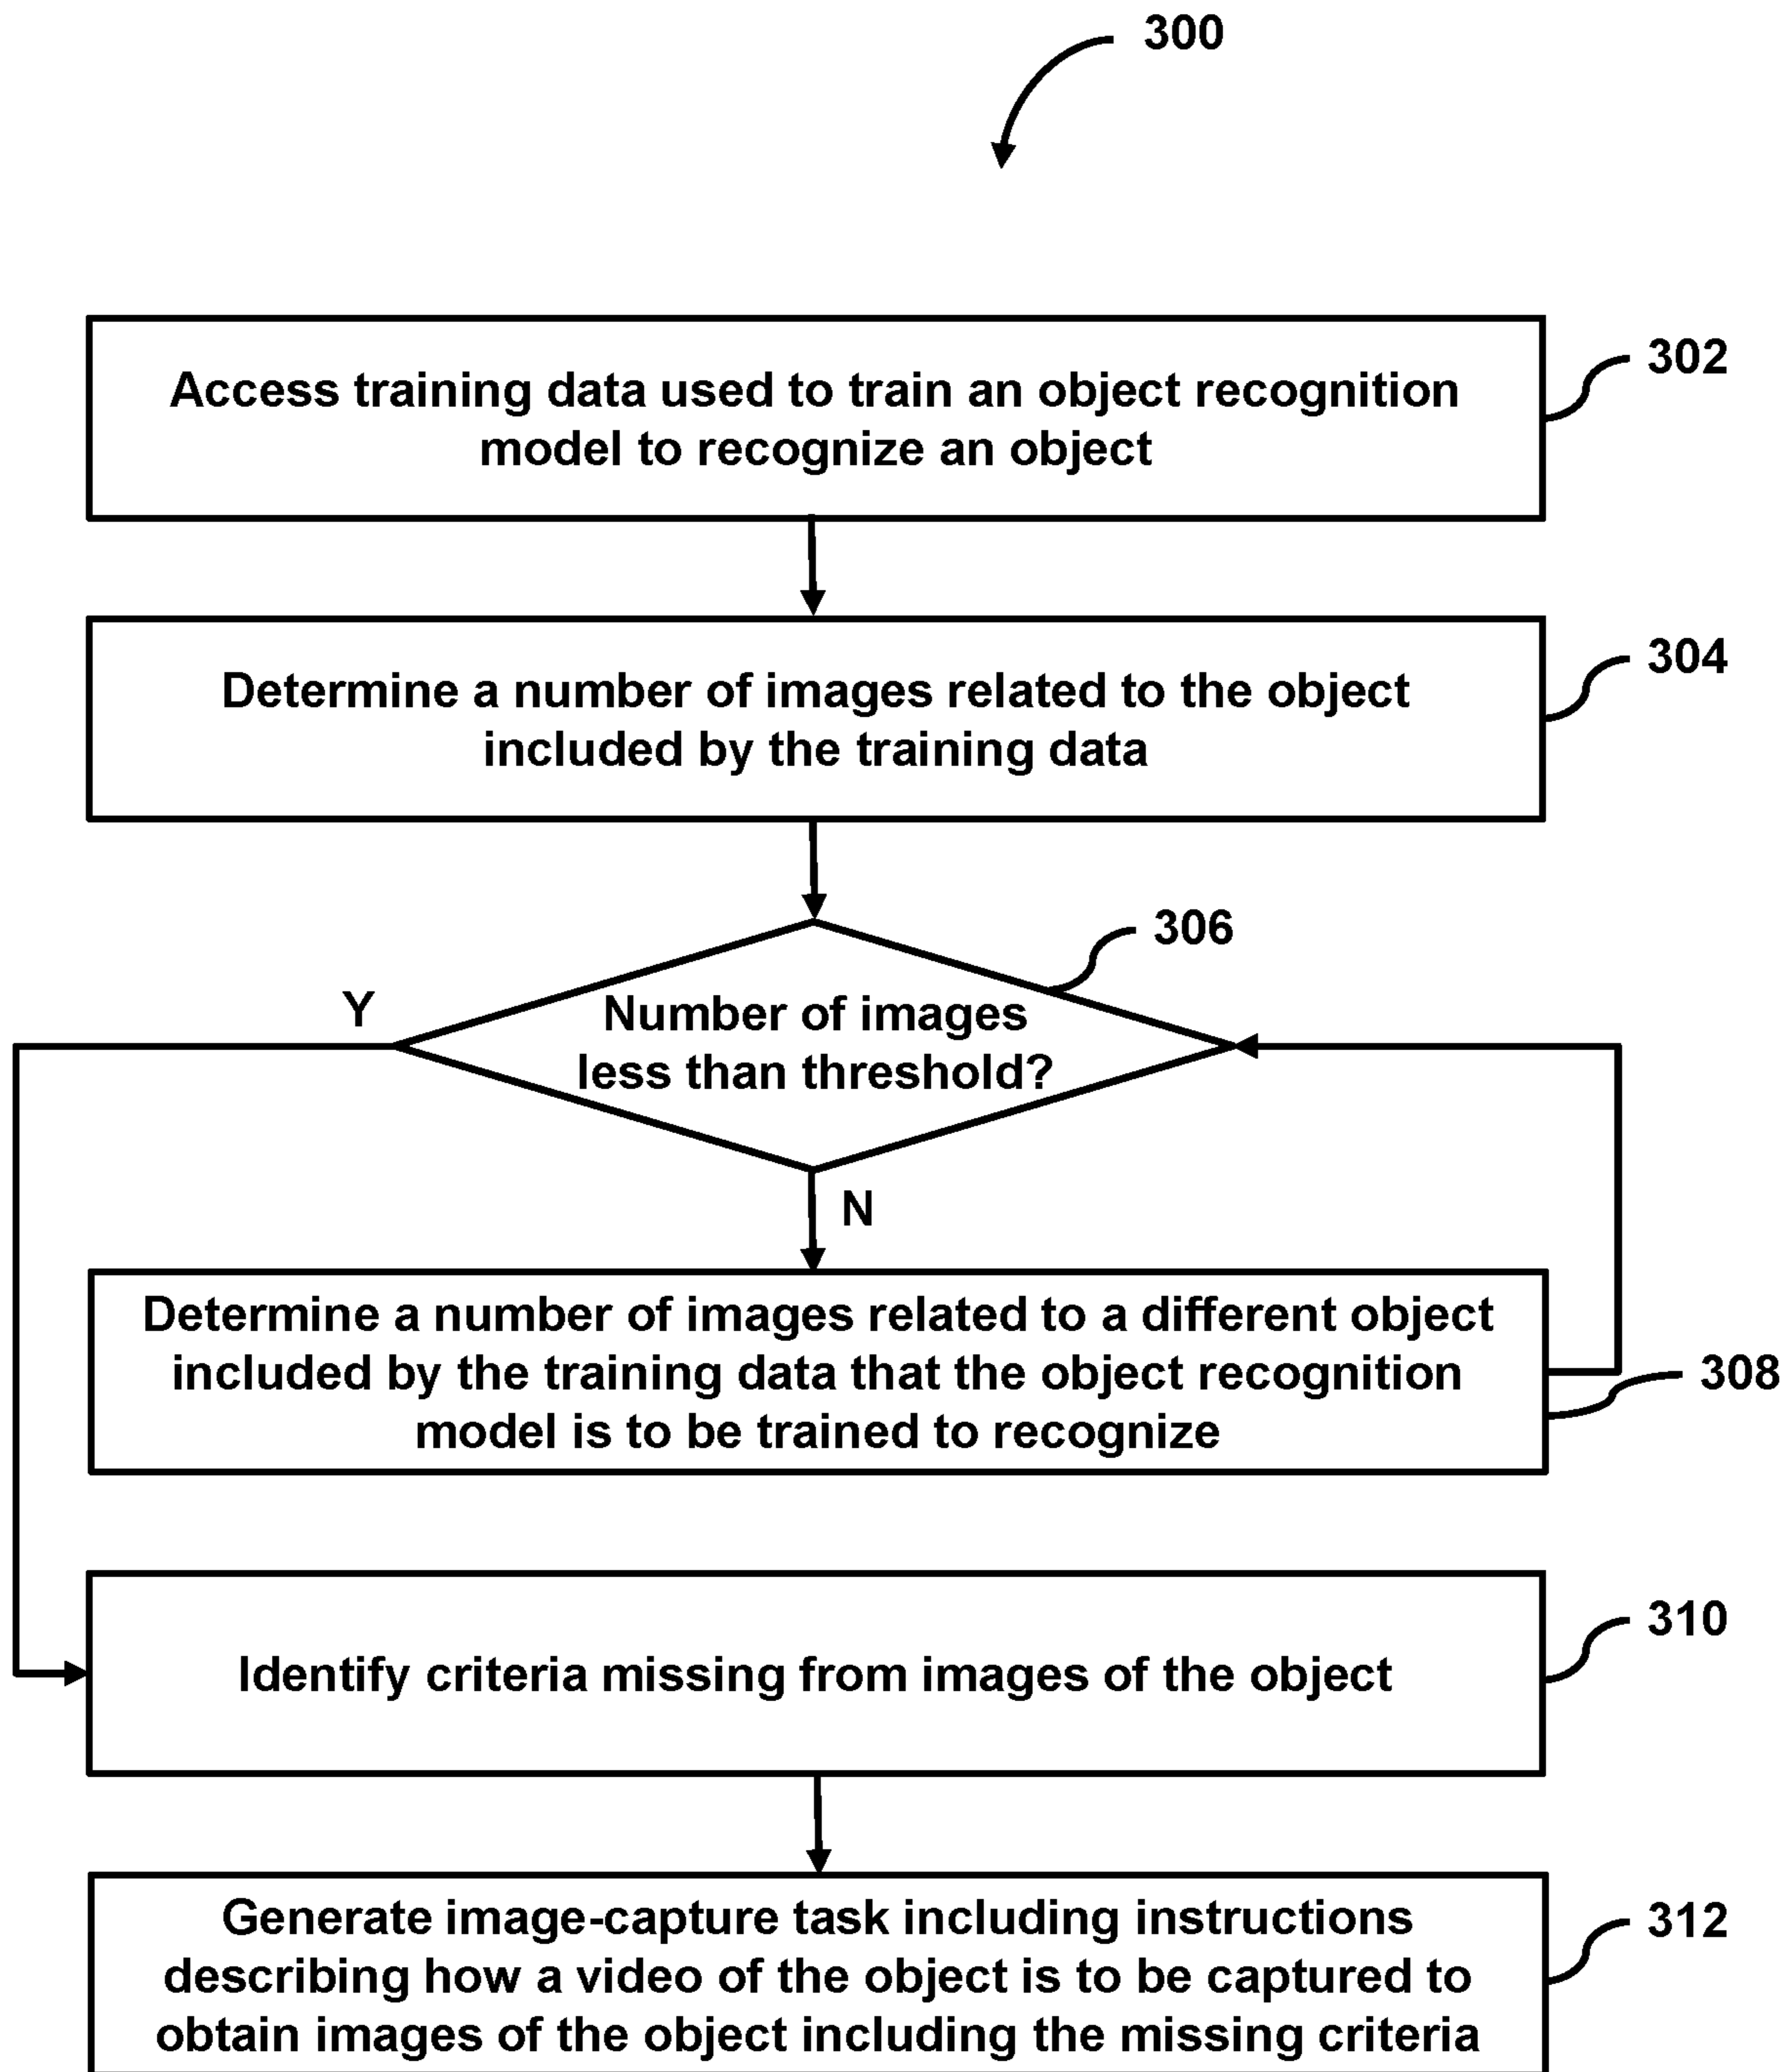 300
Access training data used to train an object recognition
model to recognize an object
302
Determine a number of images related to the object
included by the training data
304
306
Y
Number of images
less than threshold?
N
Determine a number of images related to a different object
included by the training data that the object recognition
model is to be trained to recognize
308
Identify criteria missing from images of the object
310
Generate image-capture task including instructions
describing how a video of the object is to be captured to
obtain images of the object including the missing criteria
312